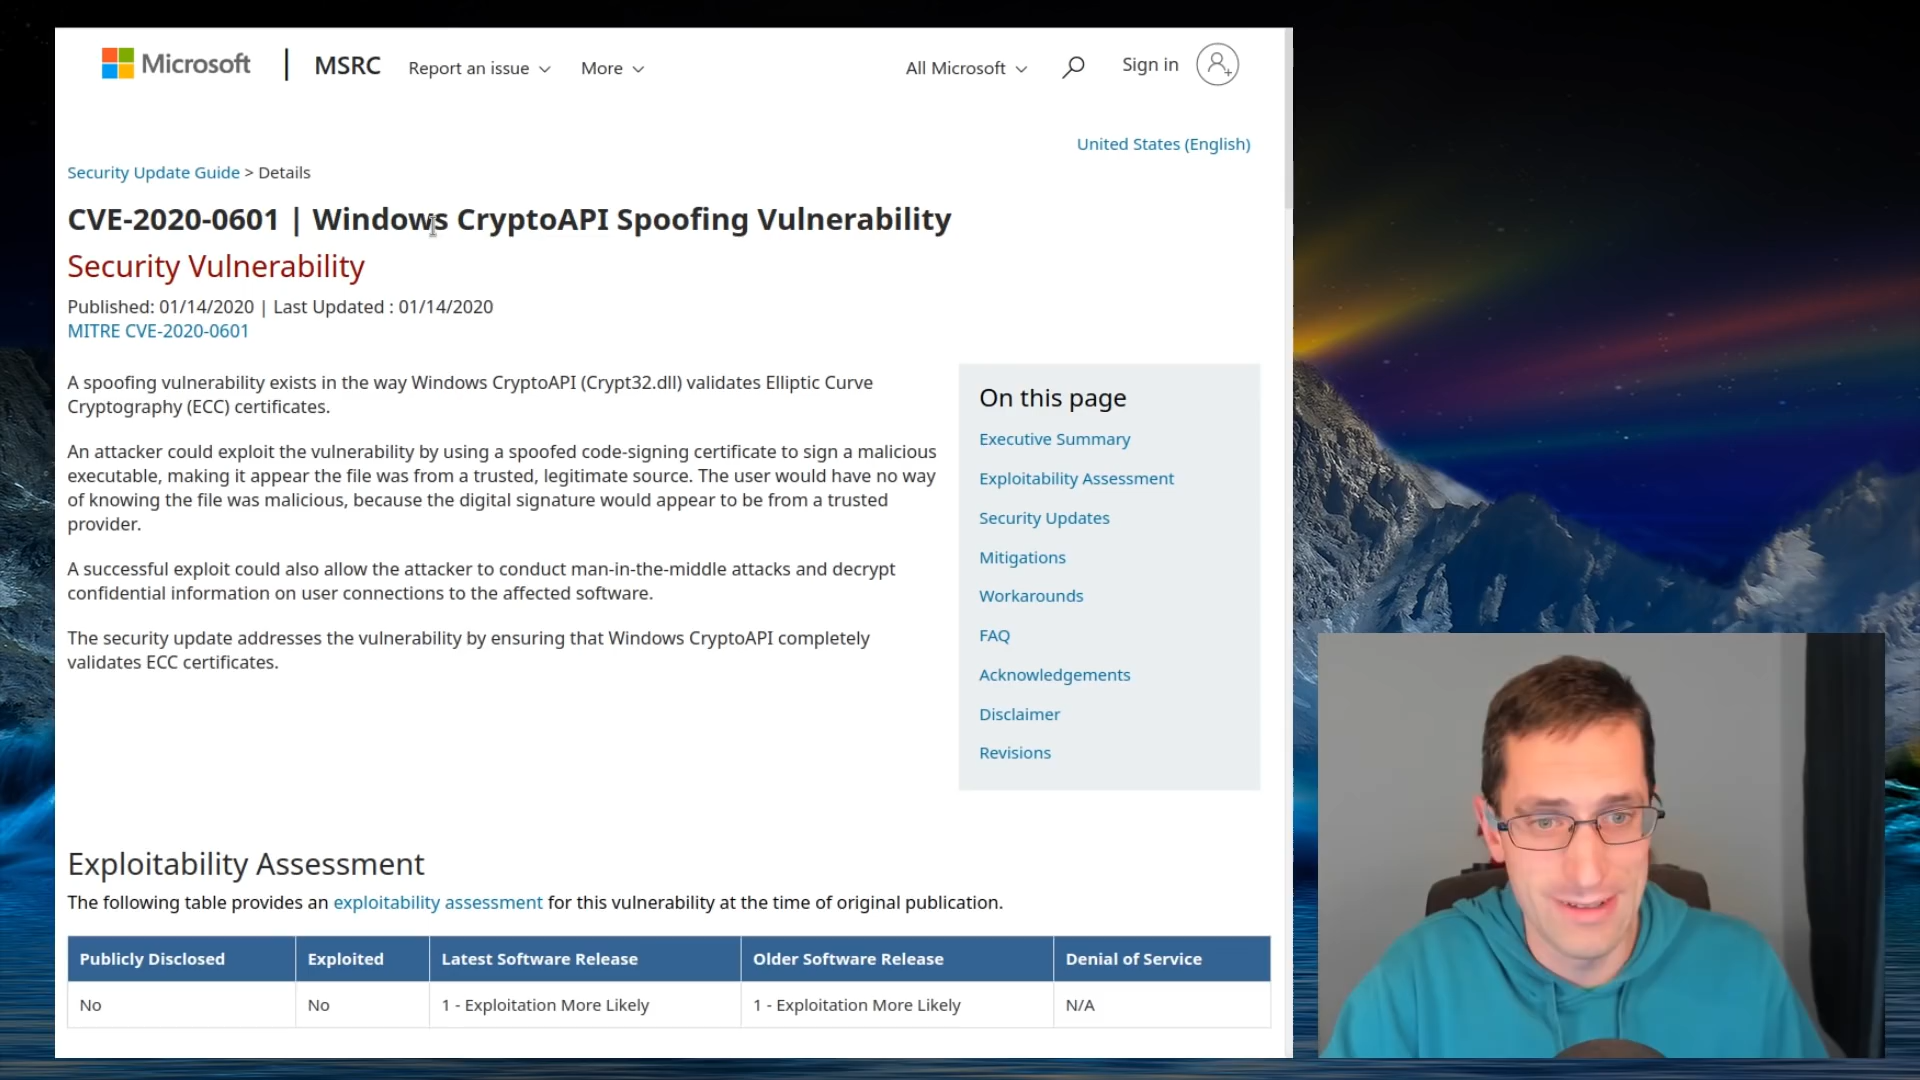 Microsoft
MSRC
Report an issue
More
All Microsoft
Sign in
United States (English)
Security Update Guide > Details
CVE-2020-0601 | Windows CryptoAPI Spoofing Vulnerability
Security Vulnerability
Published: 01/14/2020 | Last Updated : 01/14/2020
MITRE CVE-2020-0601
A spoofing vulnerability exists in the way Windows CryptoAPI (Crypt32.dll) validates Elliptic Curve
Cryptography (ECC) certificates.
An attacker could exploit the vulnerability by using a spoofed code-signing certificate to sign a malicious
executable, making it appear the file was from a trusted, legitimate source. The user would have no way
of knowing the file was malicious, because the digital signature would appear to be from a trusted
provider.
A successful exploit could also allow the attacker to conduct man-in-the-middle attacks and decrypt
confidential information on user connections to the affected software.
The security update addresses the vulnerability by ensuring that Windows CryptoAPI completely
validates ECC certificates.
On this page
Executive Summary
Exploitability Assessment
Security Updates
Mitigations
Workarounds
FAQ
Acknowledgements
Disclaimer
Revisions
Exploitability Assessment
The following table provides an exploitability assessment for this vulnerability at the time of original publication.
Publicly Disclosed Exploited Latest Software Release Older Software Release Denial of Service
No No 1 - Exploitation More Likely 1 - Exploitation More Likely N/A